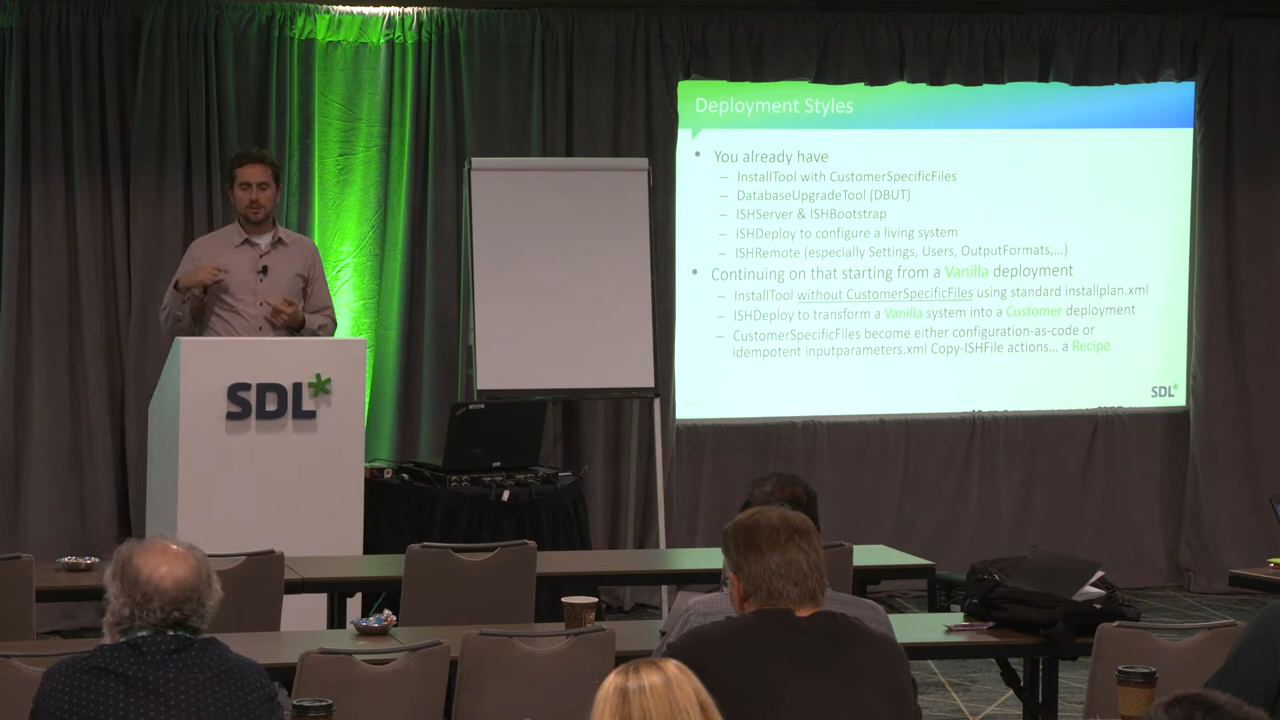 Deployment Styles
• You already have
– InstallTool with CustomerSpecificFiles
– DatabaseUpgradeTool (DBUT)
– ISHServer & ISHBootstrap
– ISHDeploy to configure a living system
– ISHRemote (especially Settings, Users, OutputFormats,...)
• Continuing on that starting from a Vanilla deployment
– InstallTool without CustomerSpecificFiles using standard installplan.xml
– ISHDeploy to transform a Vanilla system into a Customer deployment
– CustomerSpecificFiles become either configuration-as-code or
idempotent inputparameters.xml Copy-ISHFile actions... a Recipe
SDL*
SDL*